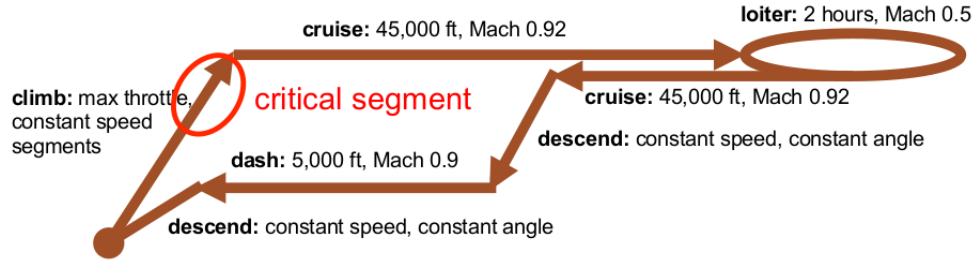 loiter: 2 hours, Mach 0.5
cruise: 45,000 ft, Mach 0.92
climb: max throttle,
constant speed
segments
critical segment
cruise: 45,000 ft, Mach 0.92
descend: constant speed, constant angle
dash: 5,000 ft, Mach 0.9
descend: constant speed, constant angle